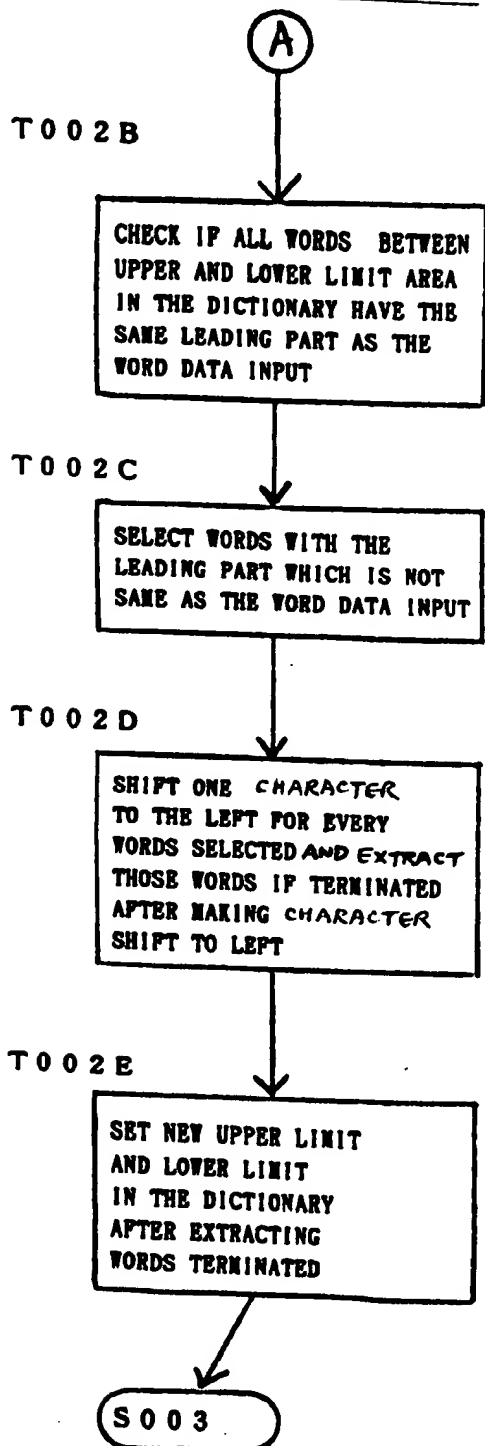 A
T002B
CHECK IF ALL WORDS BETWEEN
UPPER AND LOWER LIMIT AREA
IN THE DICTIONARY HAVE THE
SAME LEADING PART AS THE
WORD DATA INPUT
T002C
SELECT WORDS WITH THE
LEADING PART WHICH IS NOT
SAME AS THE WORD DATA INPUT
T002D
SHIFT ONE CHARACTER
TO THE LEFT FOR EVERY
WORDS SELECTED AND EXTRACT
THOSE WORDS IF TERMINATED
AFTER MAKING CHARACTER
SHIFT TO LEFT
T002E
SET NEW UPPER LIMIT
AND LOWER LIMIT
IN THE DICTIONARY
AFTER EXTRACTING
WORDS TERMINATED
S003